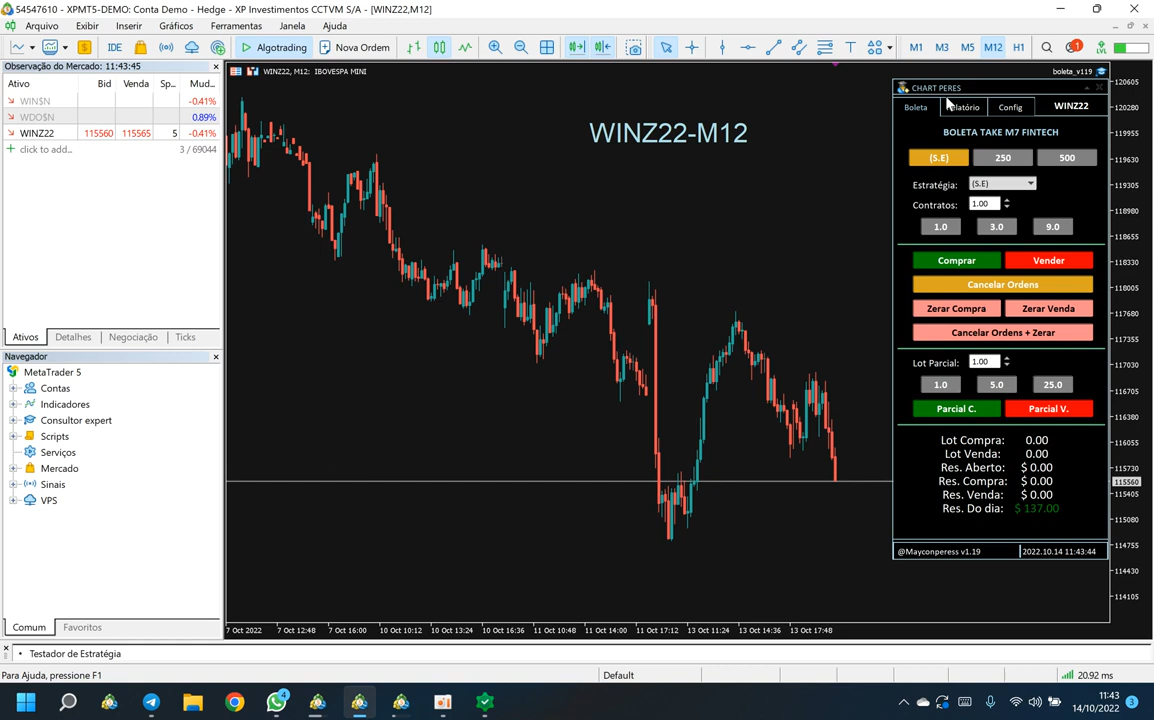 54547610 - XPMT5-DEMO: Conta Demo - Hedge - XP Investimentos CCTVM S/A - [WINZ22,M12]
Arquivo Exibir Inserir Gráficos Ferramentas Janela Ajuda
IDE Algotrading Nova Ordem M1 M3 M5 M12 H1 1 LVL
Observação do Mercado: 11:43:45
Ativo Bid Venda Sp... Mud...
WIN$N -0.41%
WDO$N 0.89%
WINZ22 115560 115565 5 -0.41%
click to add... 3 / 69044
Ativos Detalhes Negociação Ticks
Navegador
MetaTrader 5
Contas
Indicadores
Consultor expert
Scripts
Serviços
Mercado
Sinais
VPS
Comum Favoritos
WINZ22, M12: IBOVESPA MINI
boleta_v119
WINZ22-M12
CHART PERES
Boleta Relatório Config WINZ22
BOLETA TAKE M7 FINTECH
(S.E) 250 500
Estratégia: (S.E)
Contratos: 1.00
1.0 3.0 9.0
Comprar Vender
Cancelar Ordens
Zerar Compra Zerar Venda
Cancelar Ordens + Zerar
Lot Parcial: 1.00
1.0 5.0 25.0
Parcial C. Parcial V.
Lot Compra: 0.00
Lot Venda: 0.00
Res. Aberto: $ 0.00
Res. Compra: $ 0.00
Res. Venda: $ 0.00
Res. Do dia: $ 137.00
@Mayconperess v1.19 2022.10.14 11:43:44
120605
120280
119955
119630
119305
118980
118655
118330
118005
117680
117355
117030
116705
116380
116055
115730
115560
115405
115080
114755
114430
114105
7 Oct 2022 7 Oct 12:48 7 Oct 16:00 10 Oct 10:12 10 Oct 13:24 10 Oct 16:36 11 Oct 10:48 11 Oct 14:00 11 Oct 17:12 13 Oct 11:24 13 Oct 14:36 13 Oct 17:48
Testador de Estratégia
Para Ajuda, pressione F1 Default 20.92 ms
4
11:43
14/10/2022
3